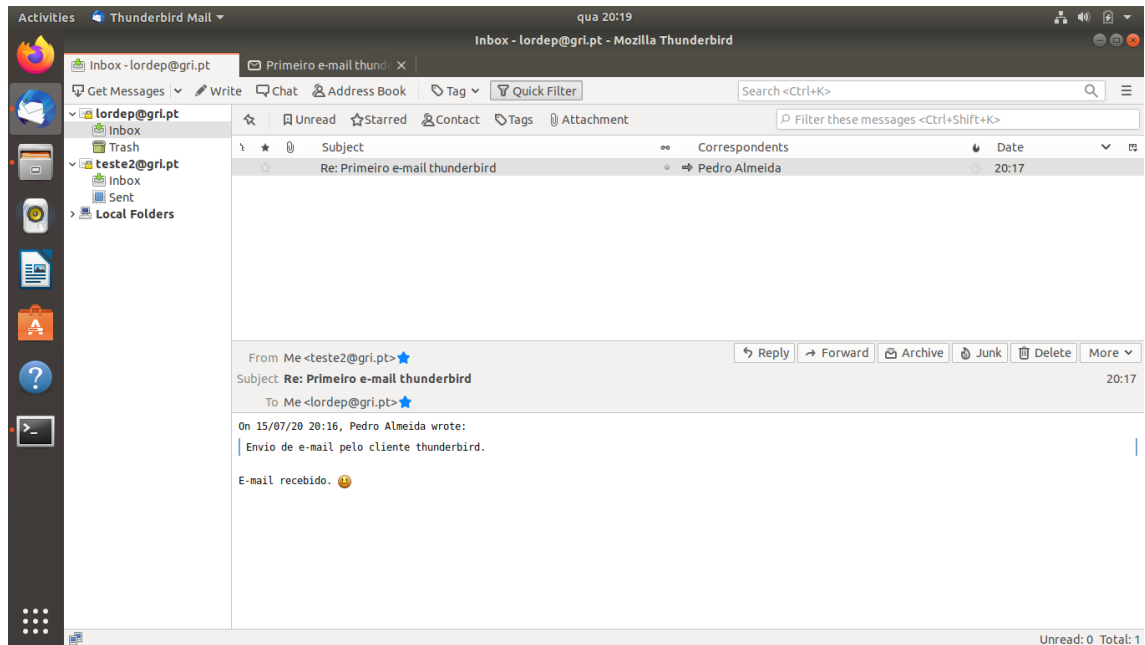 Activities Thunderbird Mail qua 20:19
Inbox - lordep@gri.pt - Mozilla Thunderbird
Inbox - lordep@gri.pt Primeiro e-mail thund
Get Messages Write Chat Address Book Tag Quick Filter Search <Ctrl+K>
lordep@gri.pt
Inbox
Trash
teste2@gri.pt
Inbox
Sent
Local Folders
Unread Starred Contact Tags Attachment Filter these messages <Ctrl+Shift+K>
Subject Correspondents Date
Re: Primeiro e-mail thunderbird Pedro Almeida 20:17
From Me <teste2@gri.pt> Reply Forward Archive Junk Delete More
Subject Re: Primeiro e-mail thunderbird 20:17
To Me <lordep@gri.pt>
On 15/07/20 20:16, Pedro Almeida wrote:
Envio de e-mail pelo cliente thunderbird.
E-mail recebido. 😃
Unread: 0 Total: 1